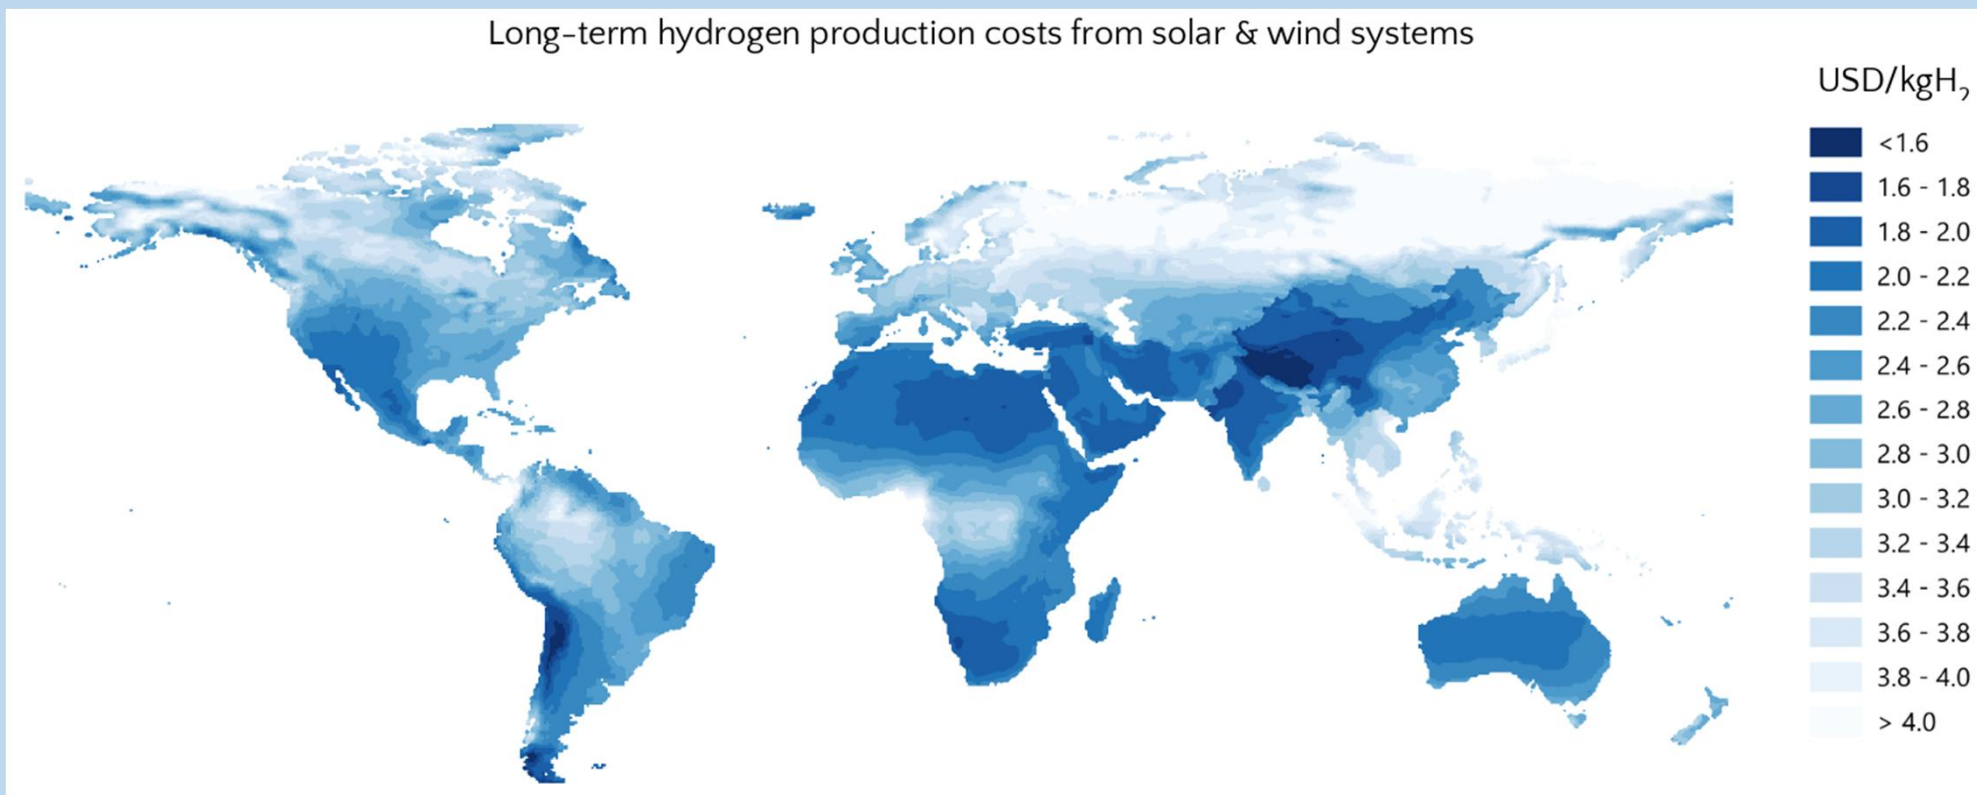 Long-term hydrogen production costs from solar & wind systems
USD/kgH₂
<1.6
1.6 - 1.8
1.8 - 2.0
2.0 - 2.2
2.2 - 2.4
2.4 - 2.6
2.6 - 2.8
2.8 - 3.0
3.0 - 3.2
3.2 - 3.4
3.4 - 3.6
3.6 - 3.8
3.8 - 4.0
> 4.0